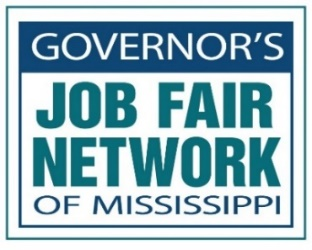 GOVERNOR'S
JOB FAIR
NETWORK
OF MISSISSIPPI